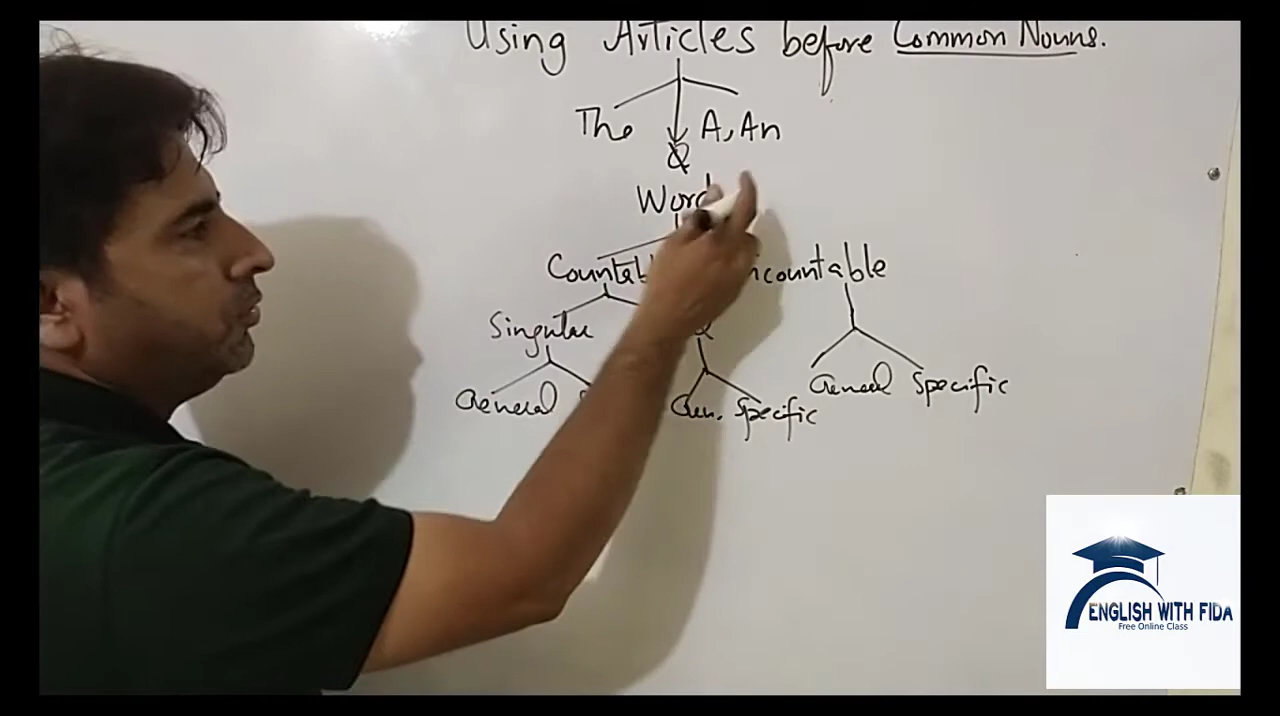 Using Articles before Common Nouns.
The A, An
Word
Countable Uncountable
Singular
General Gen. Specific General Specific
ENGLISH WITH FIDA
Free Online Class